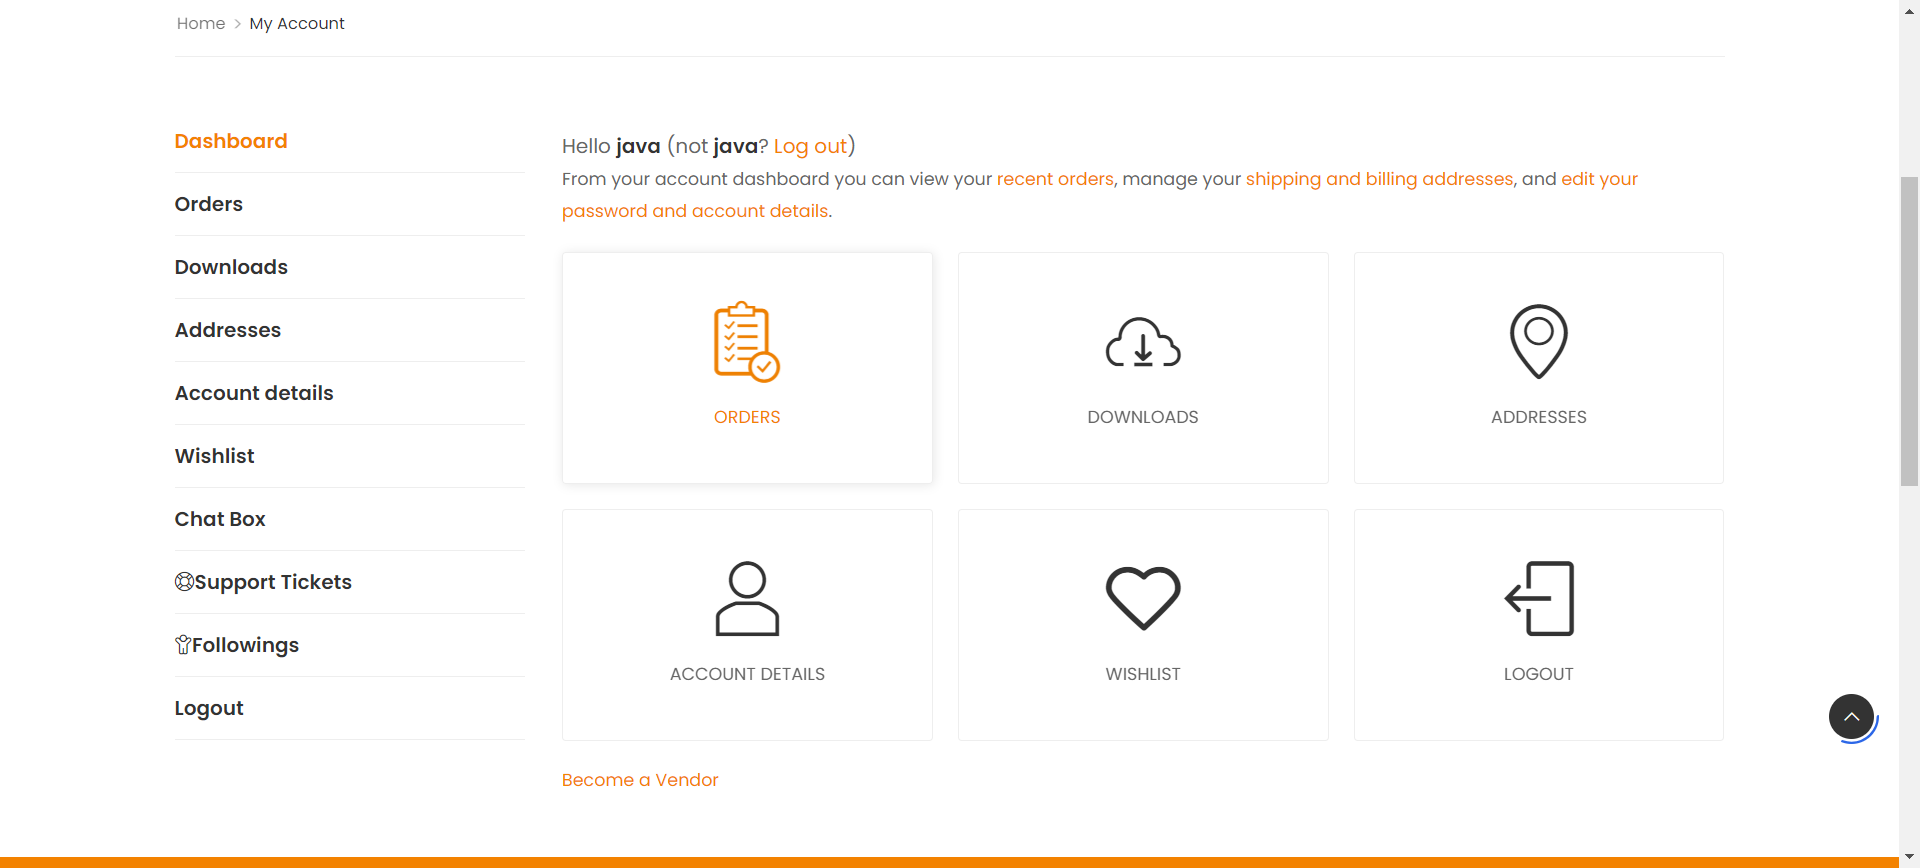 Home > My Account
Dashboard
Orders
Downloads
Addresses
Account details
Wishlist
Chat Box
Support Tickets
Followings
Logout
Hello java (not java? Log out)
From your account dashboard you can view your recent orders, manage your shipping and billing addresses, and edit your
password and account details.
ORDERS
DOWNLOADS
ADDRESSES
ACCOUNT DETAILS
WISHLIST
LOGOUT
Become a Vendor